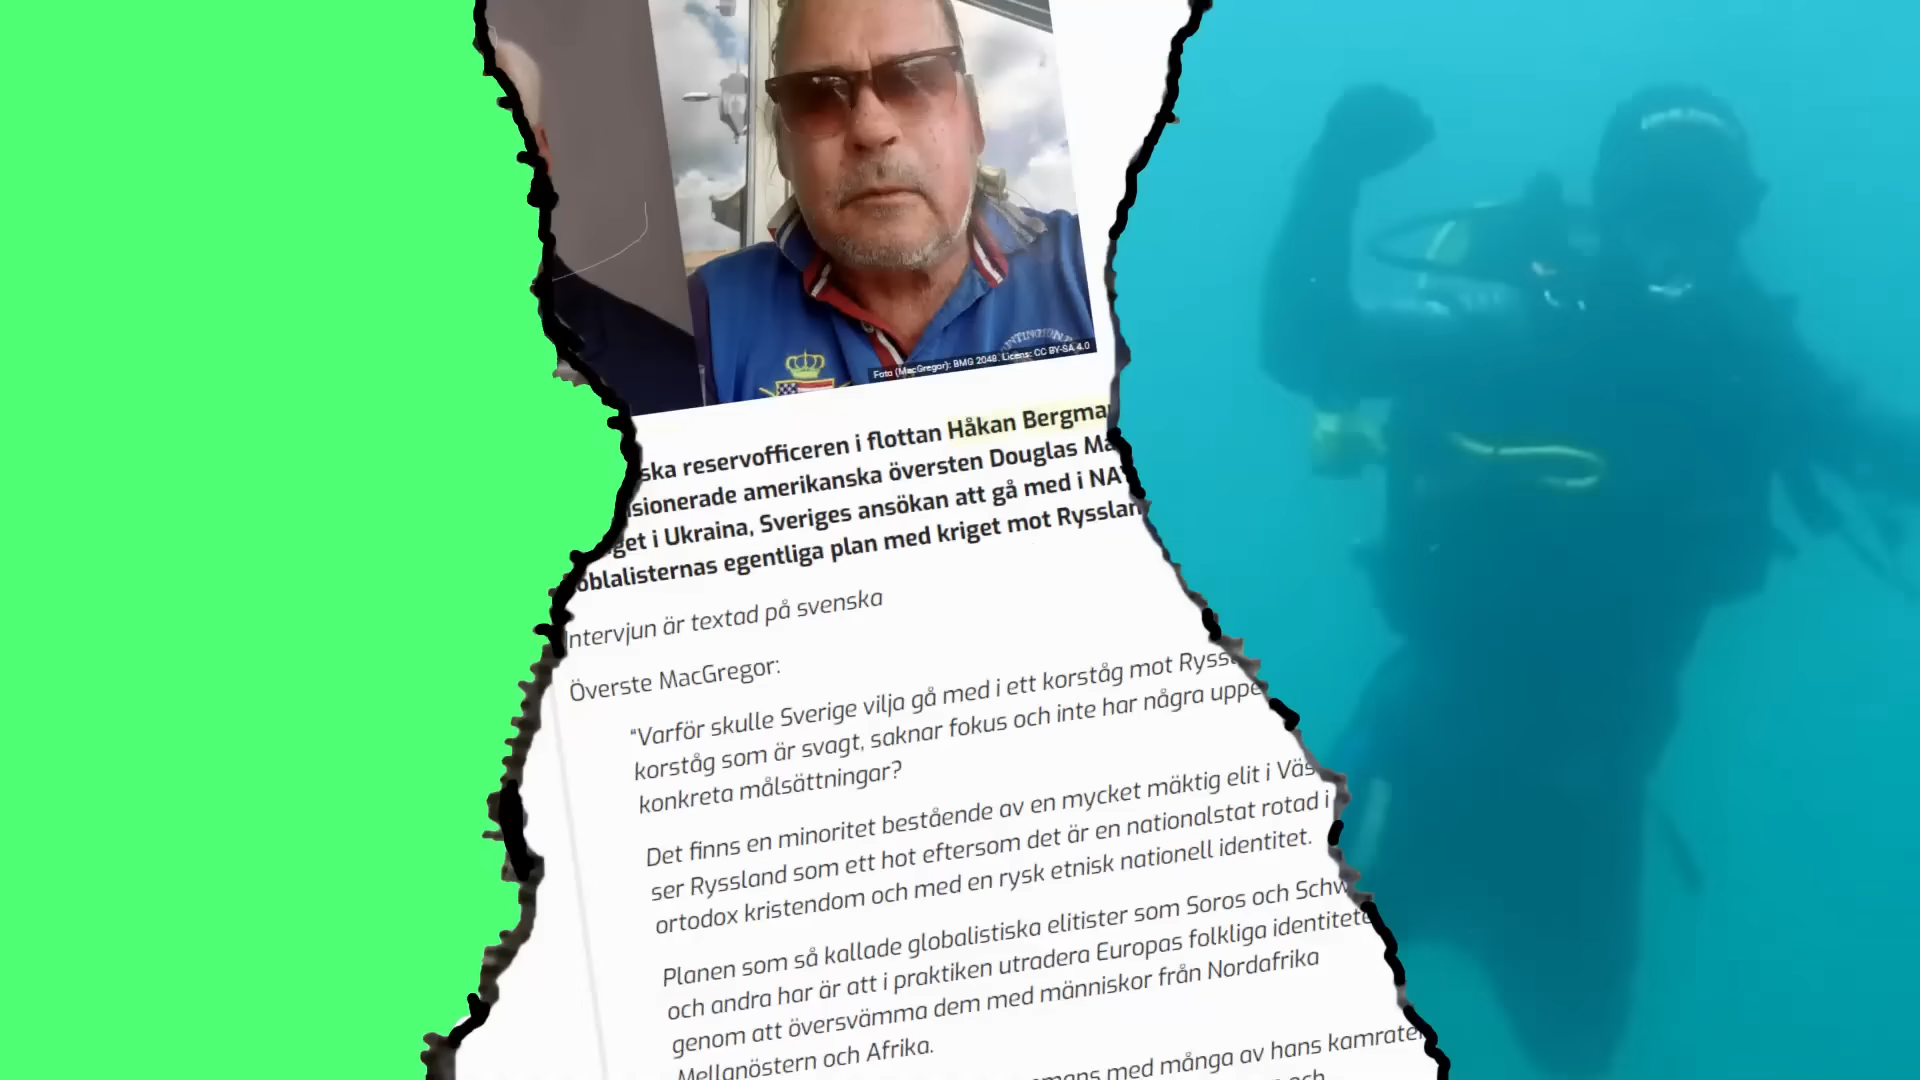 NTINGTON
Foto (MacGregor): BMG 2048. Licens: CC BY-SA 4.0
ska reservofficeren i flottan Håkan Bergma
sionerade amerikanska översten Douglas Ma
get i Ukraina, Sveriges ansökan att gå med i NA
oblalisternas egentliga plan med kriget mot Rysslan
Intervjun är textad på svenska
Överste MacGregor:
“Varför skulle Sverige vilja gå med i ett korståg mot Ryssl
korståg som är svagt, saknar fokus och inte har några uppe
konkreta målsättningar?
Det finns en minoritet bestående av en mycket mäktig elit i Väs
ser Ryssland som ett hot eftersom det är en nationalstat rotad i
ortodox kristendom och med en rysk etnisk nationell identitet.
Planen som så kallade globalistiska elitister som Soros och Schw
och andra har är att i praktiken utradera Europas folkliga identitete
genom att översvämma dem med människor från Nordafrika
Mellanöstern och Afrika.
mans med många av hans kamrater
och